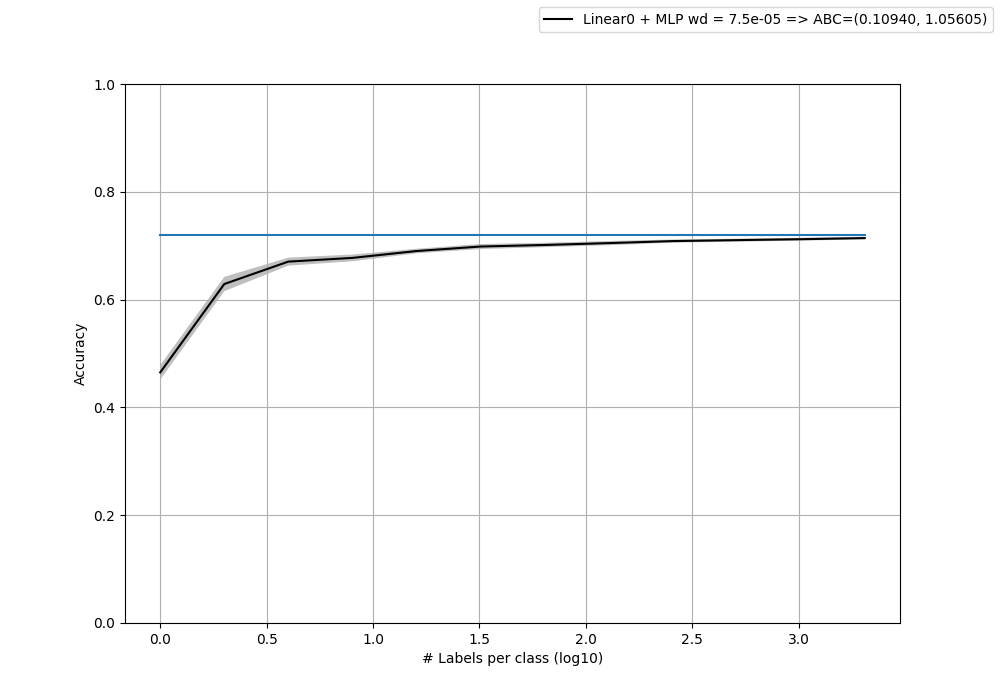 Linear0 + MLP wd = 7.5e-05 => ABC=(0.10940, 1.05605)
1.0
0.8
0.6
0.4
0.2
0.0
Accuracy
0.0 0.5 1.0 1.5 2.0 2.5 3.0
# Labels per class (log10)